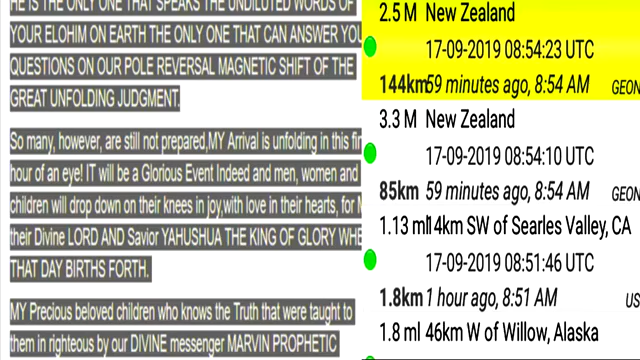 HE IS THE ONLY ONE THAT SPEAKS THE UNDILUTED WORDS OF
YOUR ELOHIM ON EARTH THE ONLY ONE THAT CAN ANSWER YOU
QUESTIONS ON OUR POLE REVERSAL MAGNETIC SHIFT OF THE
GREAT UNFOLDING JUDGMENT.
So many, however, are still not prepared,MY Arrival is unfolding in this fin
hour of an eye! IT will be a Glorious Event Indeed and men, women and
children will drop down on their knees in joy,with love in their hearts, for M
their Divine LORD AND Savior YAHUSHUA THE KING OF GLORY WHE
THAT DAY BIRTHS FORTH.
MY Precious beloved children who knows the Truth that were taught to
them in righteous by our DIVINE messenger MARVIN PROPHETIC
2.5 M New Zealand
17-09-2019 08:54:23 UTC
144km 59 minutes ago, 8:54 AM GEON
3.3 M New Zealand
17-09-2019 08:54:10 UTC
85km 59 minutes ago, 8:54 AM GEON
1.13 ml 14km SW of Searles Valley, CA
17-09-2019 08:51:46 UTC
1.8km 1 hour ago, 8:51 AM US
1.8 ml 46km W of Willow, Alaska